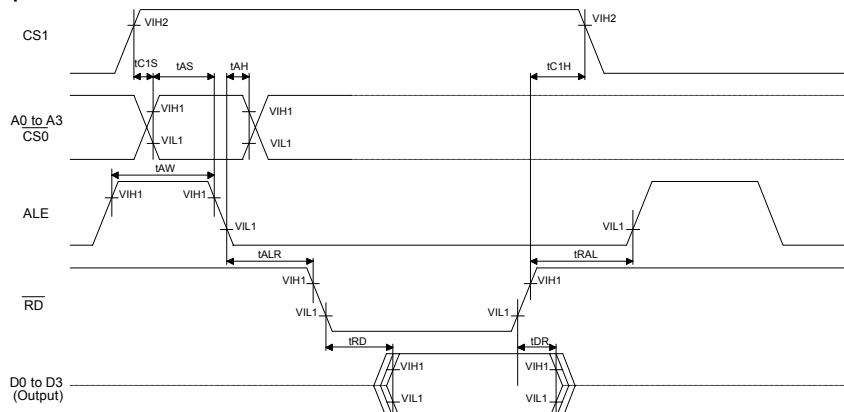 CS1
VIH2
VIH2
tC1S
tAS
tAH
tC1H
A0 to A3
CS0
VIH1
VIH1
VIL1
VIL1
tAW
ALE
VIH1
VIH1
VIL1
VIL1
tALR
tRAL
RD
VIH1
VIH1
VIL1
VIL1
tRD
tDR
D0 to D3
(Output)
VIH1
VIH1
VIL1
VIL1